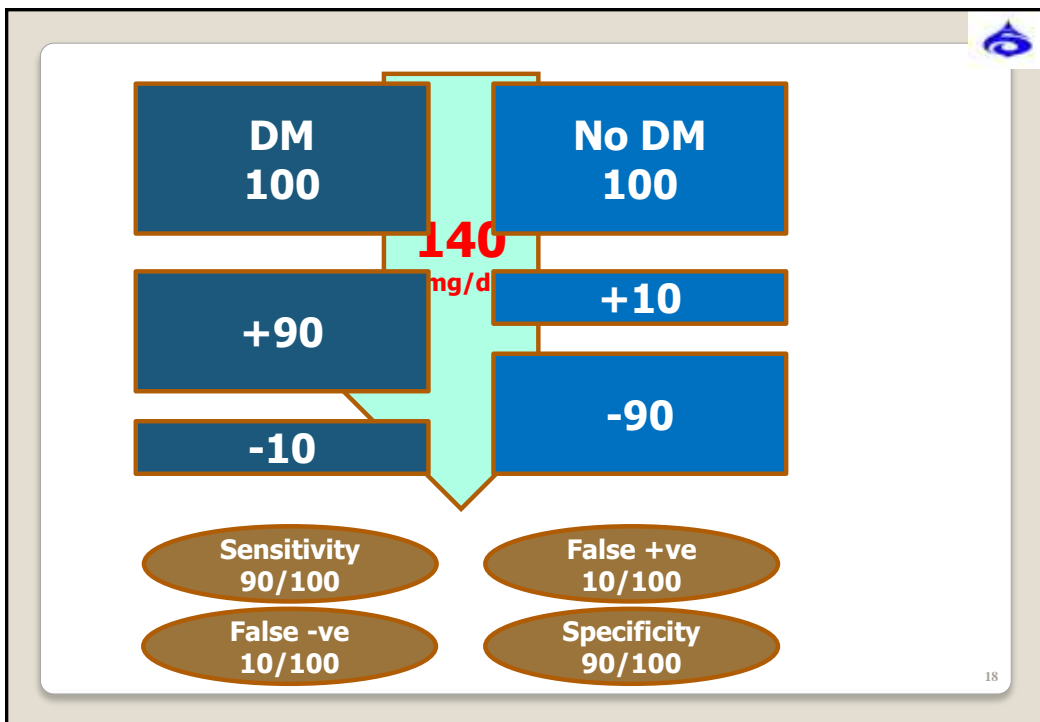 DM
100
No DM
100
140
mg/d
+90
+10
-10
-90
Sensitivity
90/100
False +ve
10/100
False -ve
10/100
Specificity
90/100
18